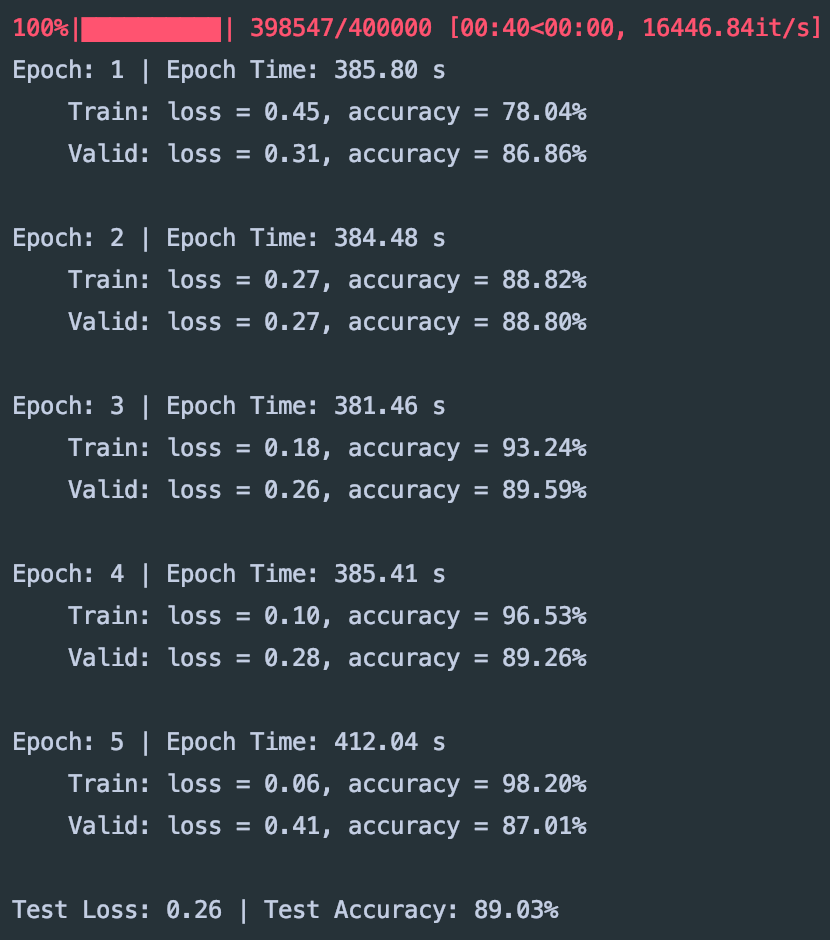 100%|██████████| 398547/400000 [00:40<00:00, 16446.84it/s]
Epoch: 1 | Epoch Time: 385.80 s
    Train: loss = 0.45, accuracy = 78.04%
    Valid: loss = 0.31, accuracy = 86.86%

Epoch: 2 | Epoch Time: 384.48 s
    Train: loss = 0.27, accuracy = 88.82%
    Valid: loss = 0.27, accuracy = 88.80%

Epoch: 3 | Epoch Time: 381.46 s
    Train: loss = 0.18, accuracy = 93.24%
    Valid: loss = 0.26, accuracy = 89.59%

Epoch: 4 | Epoch Time: 385.41 s
    Train: loss = 0.10, accuracy = 96.53%
    Valid: loss = 0.28, accuracy = 89.26%

Epoch: 5 | Epoch Time: 412.04 s
    Train: loss = 0.06, accuracy = 98.20%
    Valid: loss = 0.41, accuracy = 87.01%

Test Loss: 0.26 | Test Accuracy: 89.03%